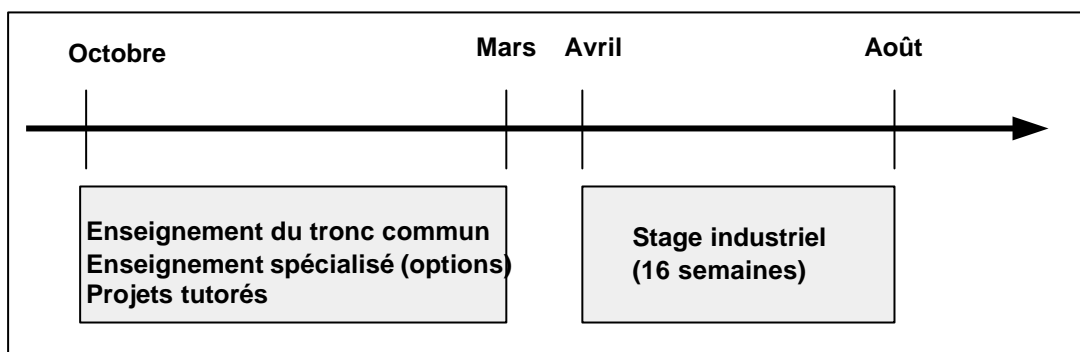 Octobre
Mars
Avril
Août
Enseignement du tronc commun
Enseignement spécialisé (options)
Projets tutorés
Stage industriel
(16 semaines)